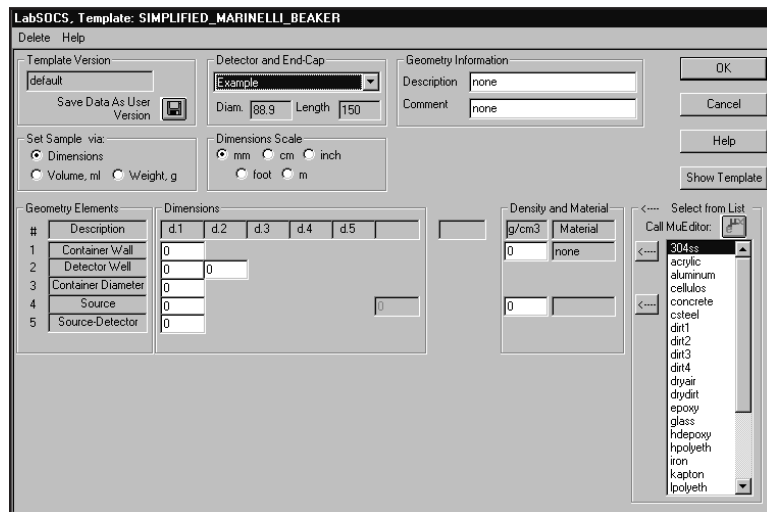 LabSOCS, Template: SIMPLIFIED_MARINELLI_BEAKER
Delete Help
Template Version
default
Save Data As User
Version
Detector and End-Cap
Example
Diam. 88.9 Length 150
Geometry Information
Description none
Comment none
OK
Cancel
Help
Show Template
Set Sample via:
Dimensions
Volume, ml Weight, g
Dimensions Scale
mm cm inch
foot m
Geometry Elements
# Description
1 Container Wall
2 Detector Well
3 Container Diameter
4 Source
5 Source-Detector
Dimensions
d.1 d.2 d.3 d.4 d.5
0
0 0
0
0 0
0
Density and Material
g/cm3 Material
0 none
0
<---- Select from List
Call MuEditor:
<----
<----
304ss
acrylic
aluminum
cellulos
concrete
csteel
dirt1
dirt2
dirt3
dirt4
dryair
drydirt
epoxy
glass
hdepoxy
hpolyeth
iron
kapton
lpolyeth